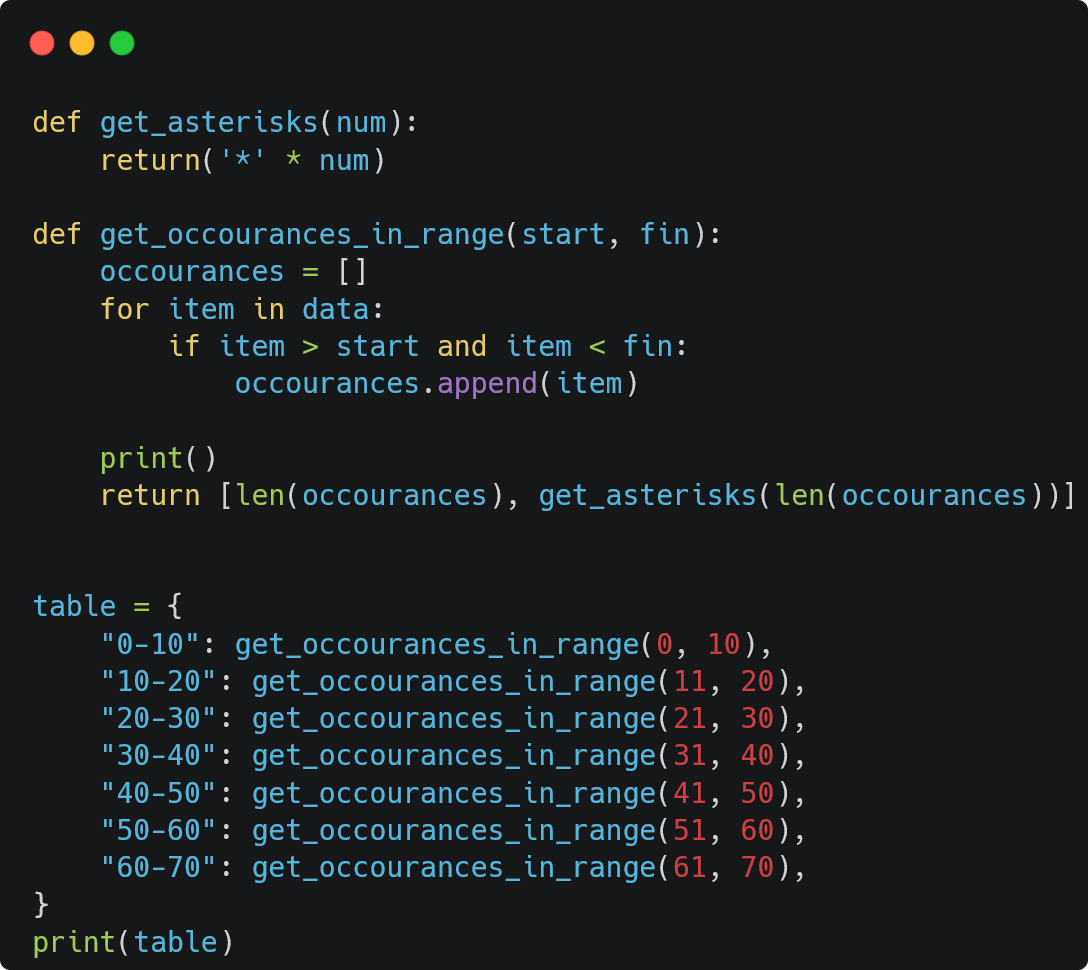 def get_asterisks(num):
    return('*' * num)

def get_occourances_in_range(start, fin):
    occourances = []
    for item in data:
        if item > start and item < fin:
            occourances.append(item)

    print()
    return [len(occourances), get_asterisks(len(occourances))]


table = {
    "0-10": get_occourances_in_range(0, 10),
    "10-20": get_occourances_in_range(11, 20),
    "20-30": get_occourances_in_range(21, 30),
    "30-40": get_occourances_in_range(31, 40),
    "40-50": get_occourances_in_range(41, 50),
    "50-60": get_occourances_in_range(51, 60),
    "60-70": get_occourances_in_range(61, 70),
}
print(table)